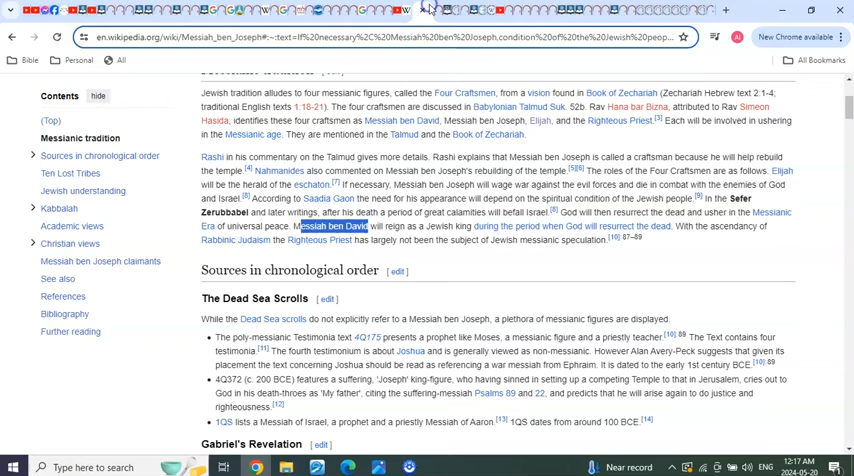 en.wikipedia.org/wiki/Messiah_ben_Joseph#:~:text=If necessary%2C Messiah%20ben%20Joseph,condition of%20the%20Jewish%20peop...
AI
New Chrome available
Bible
Personal
All
All Bookmarks
Contents
hide
(Top)
Messianic tradition
Sources in chronological order
Ten Lost Tribes
Jewish understanding
Kabbalah
Academic views
Christian views
Messiah ben Joseph claimants
See also
References
Bibliography
Further reading
Jewish tradition alludes to four messianic figures, called the Four Craftsmen, from a vision found in Book of Zechariah (Zechariah Hebrew text 2:1-4;
traditional English texts 1:18-21). The four craftsmen are discussed in Babylonian Talmud Suk. 52b. Rav Hana bar Bizna, attributed to Rav Simeon
Hasida, identifies these four craftsmen as Messiah ben David, Messiah ben Joseph, Elijah, and the Righteous Priest.[3] Each will be involved in ushering
in the Messianic age. They are mentioned in the Talmud and the Book of Zechariah.
Rashi in his commentary on the Talmud gives more details. Rashi explains that Messiah ben Joseph is called a craftsman because he will help rebuild
the temple.[4] Nahmanides also commented on Messiah ben Joseph's rebuilding of the temple.[5][6] The roles of the Four Craftsmen are as follows. Elijah
will be the herald of the eschaton.[7] If necessary, Messiah ben Joseph will wage war against the evil forces and die in combat with the enemies of God
and Israel.[8] According to Saadia Gaon the need for his appearance will depend on the spiritual condition of the Jewish people.[9] In the Sefer
Zerubbabel and later writings, after his death a period of great calamities will befall Israel.[8] God will then resurrect the dead and usher in the Messianic
Era of universal peace. Messiah ben David will reign as a Jewish king during the period when God will resurrect the dead. With the ascendancy of
Rabbinic Judaism the Righteous Priest has largely not been the subject of Jewish messianic speculation.[10]: 87–89
Sources in chronological order [ edit ]
The Dead Sea Scrolls [ edit ]
While the Dead Sea scrolls do not explicitly refer to a Messiah ben Joseph, a plethora of messianic figures are displayed.
• The poly-messianic Testimonia text 4Q175 presents a prophet like Moses, a messianic figure and a priestly teacher.[10]: 89 The Text contains four
testimonia.[11] The fourth testimonium is about Joshua and is generally viewed as non-messianic. However Alan Avery-Peck suggests that given its
placement the text concerning Joshua should be read as referencing a war messiah from Ephraim. It is dated to the early 1st century BCE.[10]: 89
• 4Q372 (c. 200 BCE) features a suffering, 'Joseph' king-figure, who having sinned in setting up a competing Temple to that in Jerusalem, cries out to
God in his death-throes as 'My father', citing the suffering-messiah Psalms 89 and 22, and predicts that he will arise again to do justice and
righteousness.[12]
• 1QS lists a Messiah of Israel, a prophet and a priestly Messiah of Aaron.[13] 1QS dates from around 100 BCE.[14]
Gabriel's Revelation [ edit ]
Type here to search
Near record
ENG
12:17 AM
2024-05-20